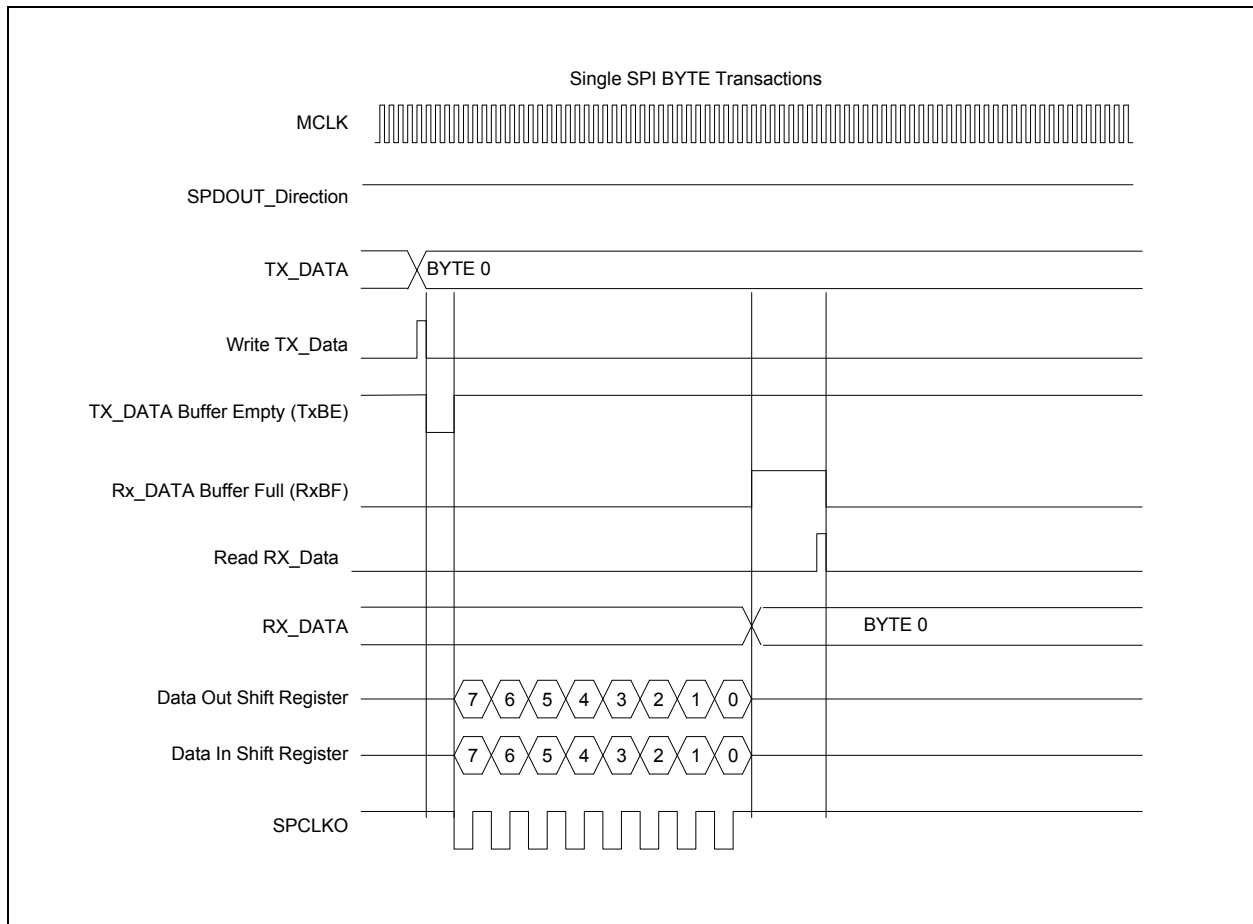 Single SPI BYTE Transactions
MCLK
SPDOUT_Direction
TX_DATA
BYTE 0
Write TX_Data
TX_DATA Buffer Empty (TxBE)
Rx_DATA Buffer Full (RxBF)
Read RX_Data
RX_DATA
BYTE 0
Data Out Shift Register
7 6 5 4 3 2 1 0
Data In Shift Register
7 6 5 4 3 2 1 0
SPCLKO